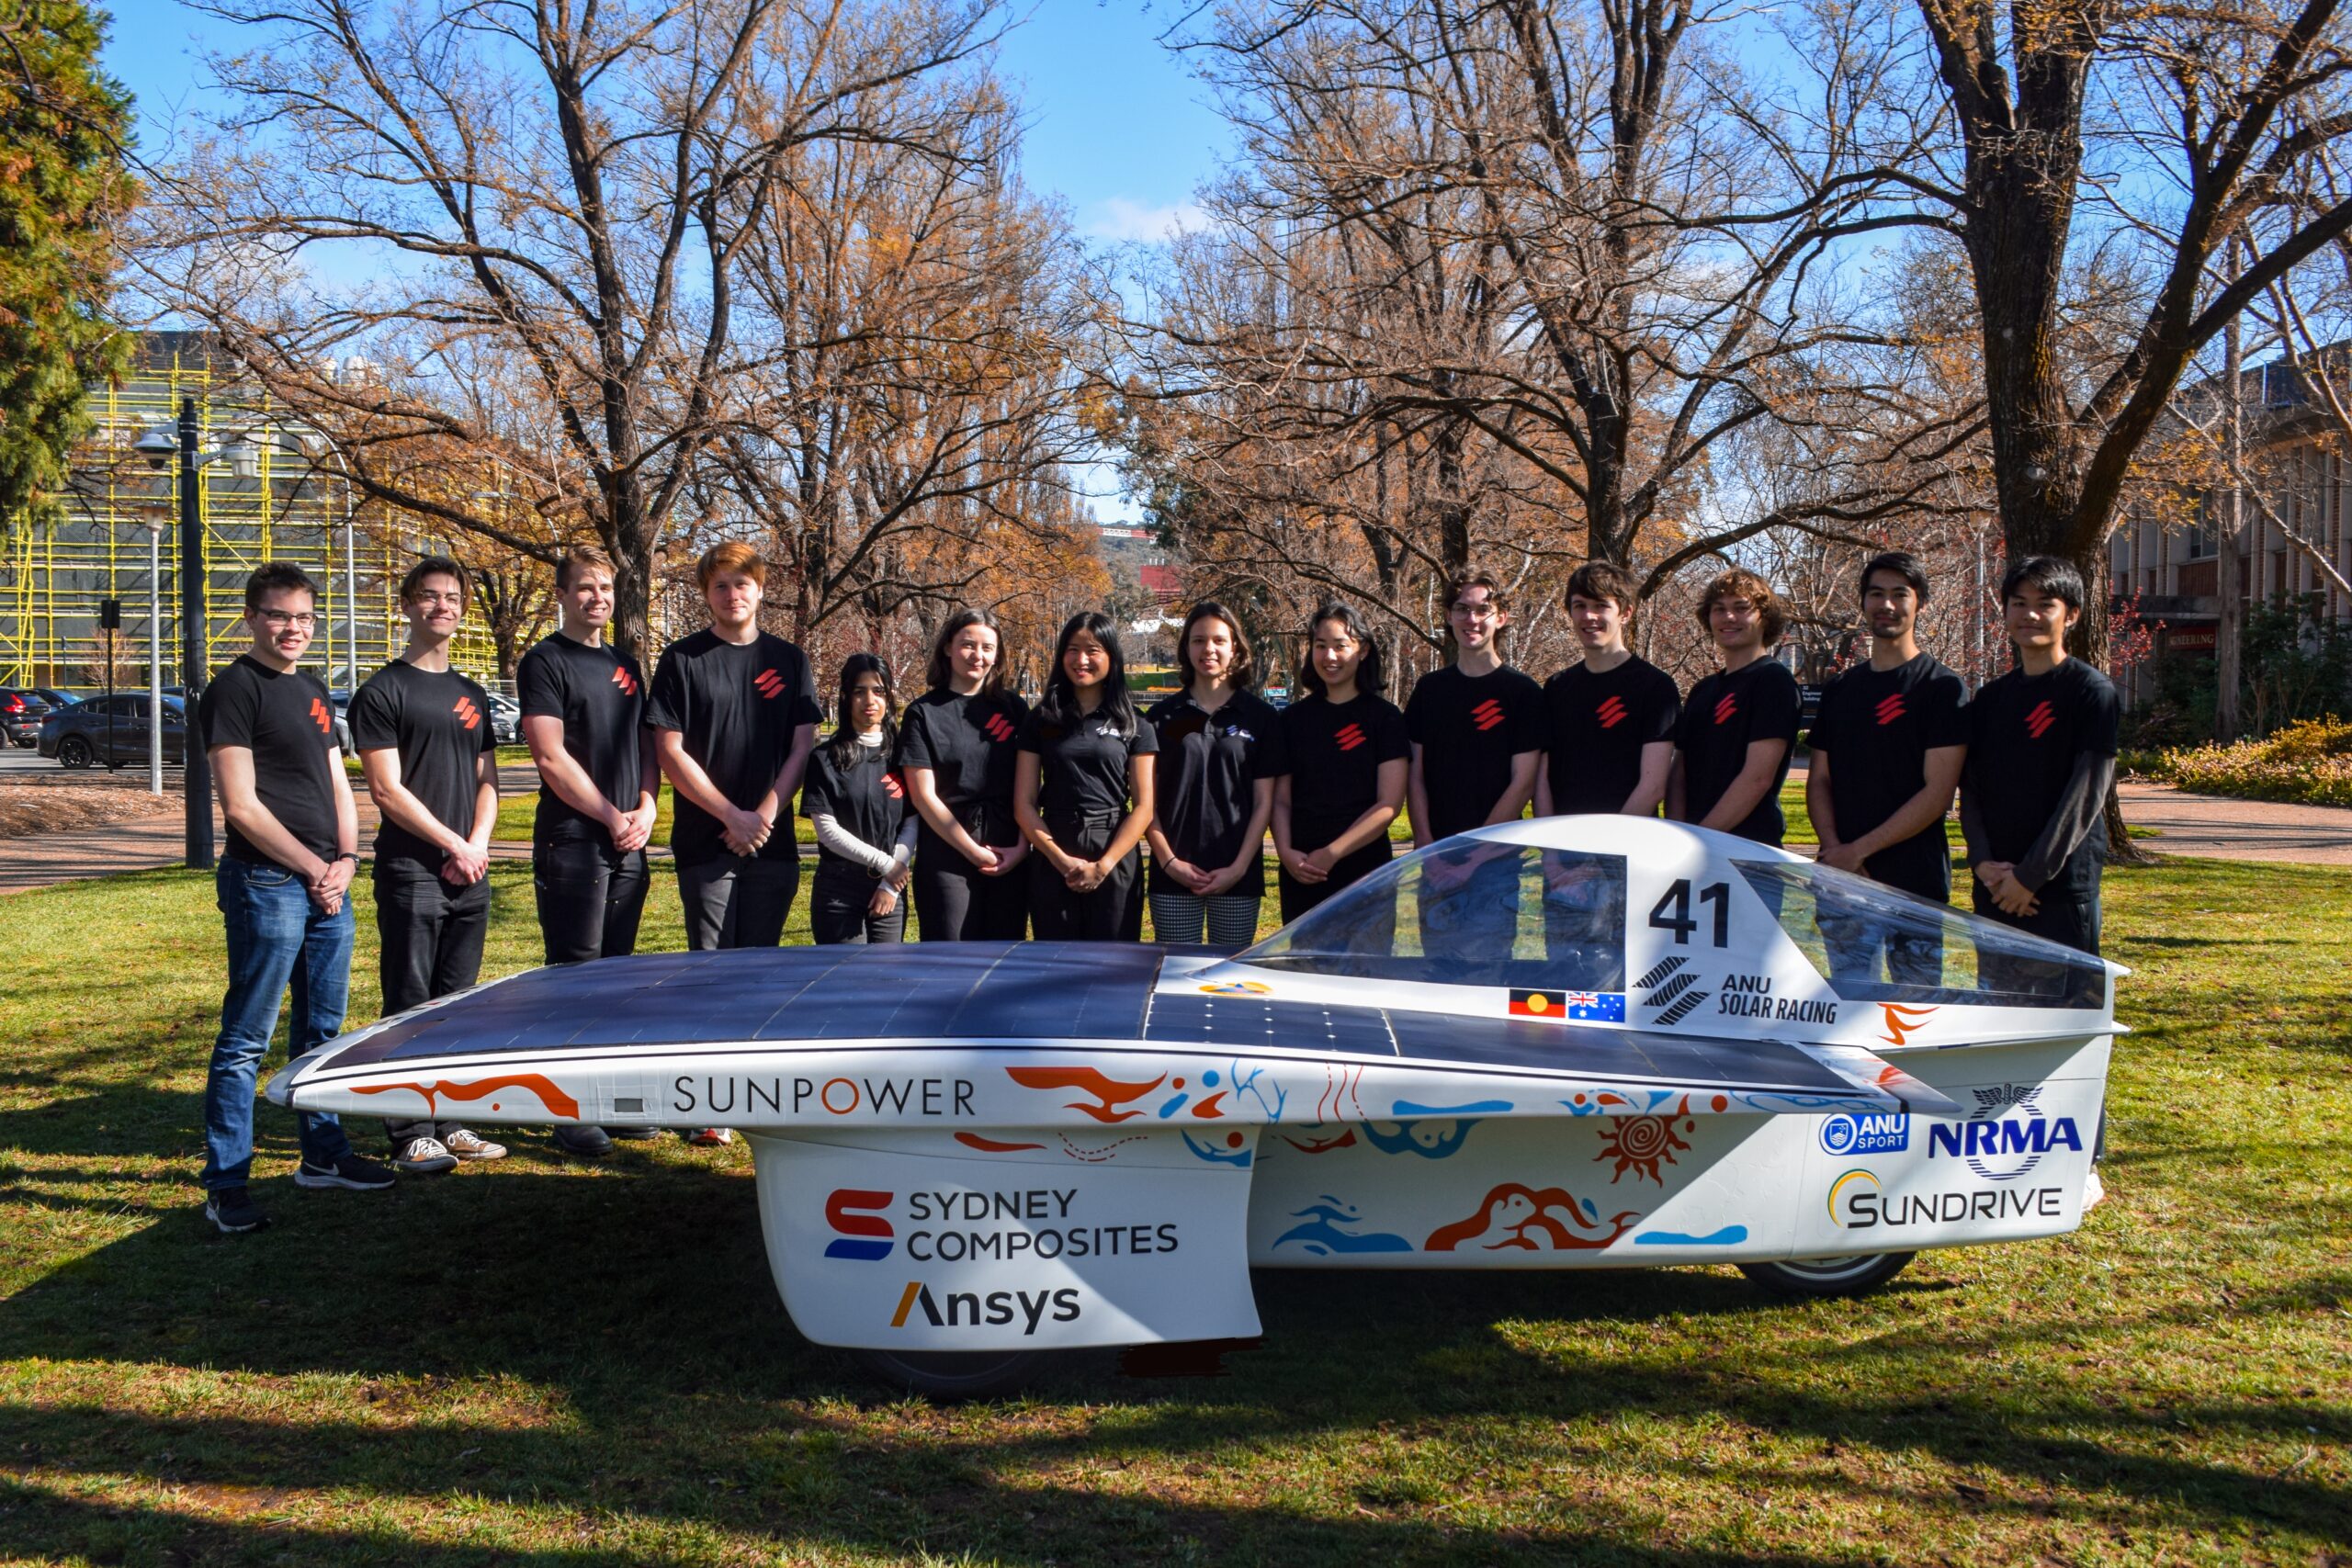 41
ANU
SOLAR RACING
SUNPOWER
ANU
SPORT
NRMA
SUNDRIVE
SYDNEY
COMPOSITES
Ansys